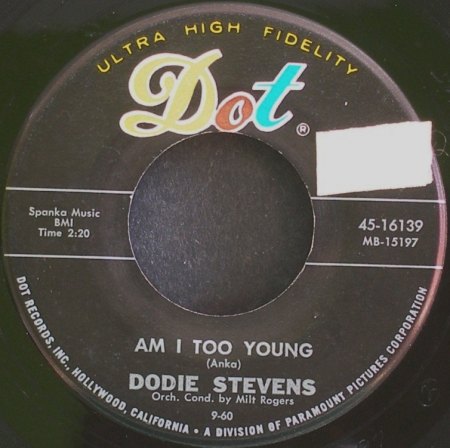 ULTRA HIGH FIDELITY
Dot®
Spanka Music
BMI
Time 2:20
45-16139
MB-15197
AM I TOO YOUNG
(Anka)
DODIE STEVENS
Orch. Cond. by Milt Rogers
9-60
DOT RECORDS, INC., HOLLYWOOD, CALIFORNIA • A DIVISION OF PARAMOUNT PICTURES CORPORATION